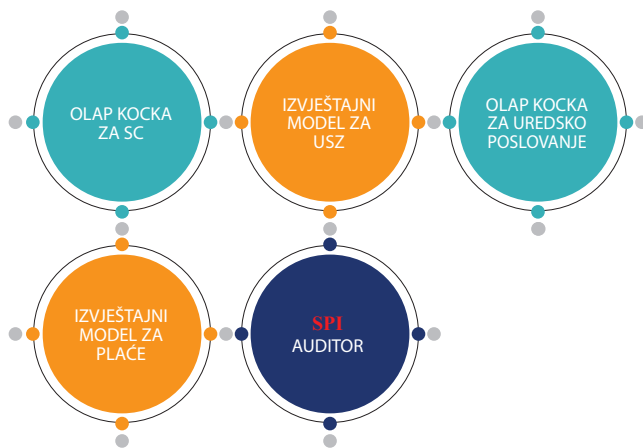 OLAP KOCKA
ZA SC
IZVJEŠTAJNI
MODEL ZA
USZ
OLAP KOCKA
ZA UREDSKO
POSLOVANJE
IZVJEŠTAJNI
MODEL ZA
PLAĆE
SPI
AUDITOR